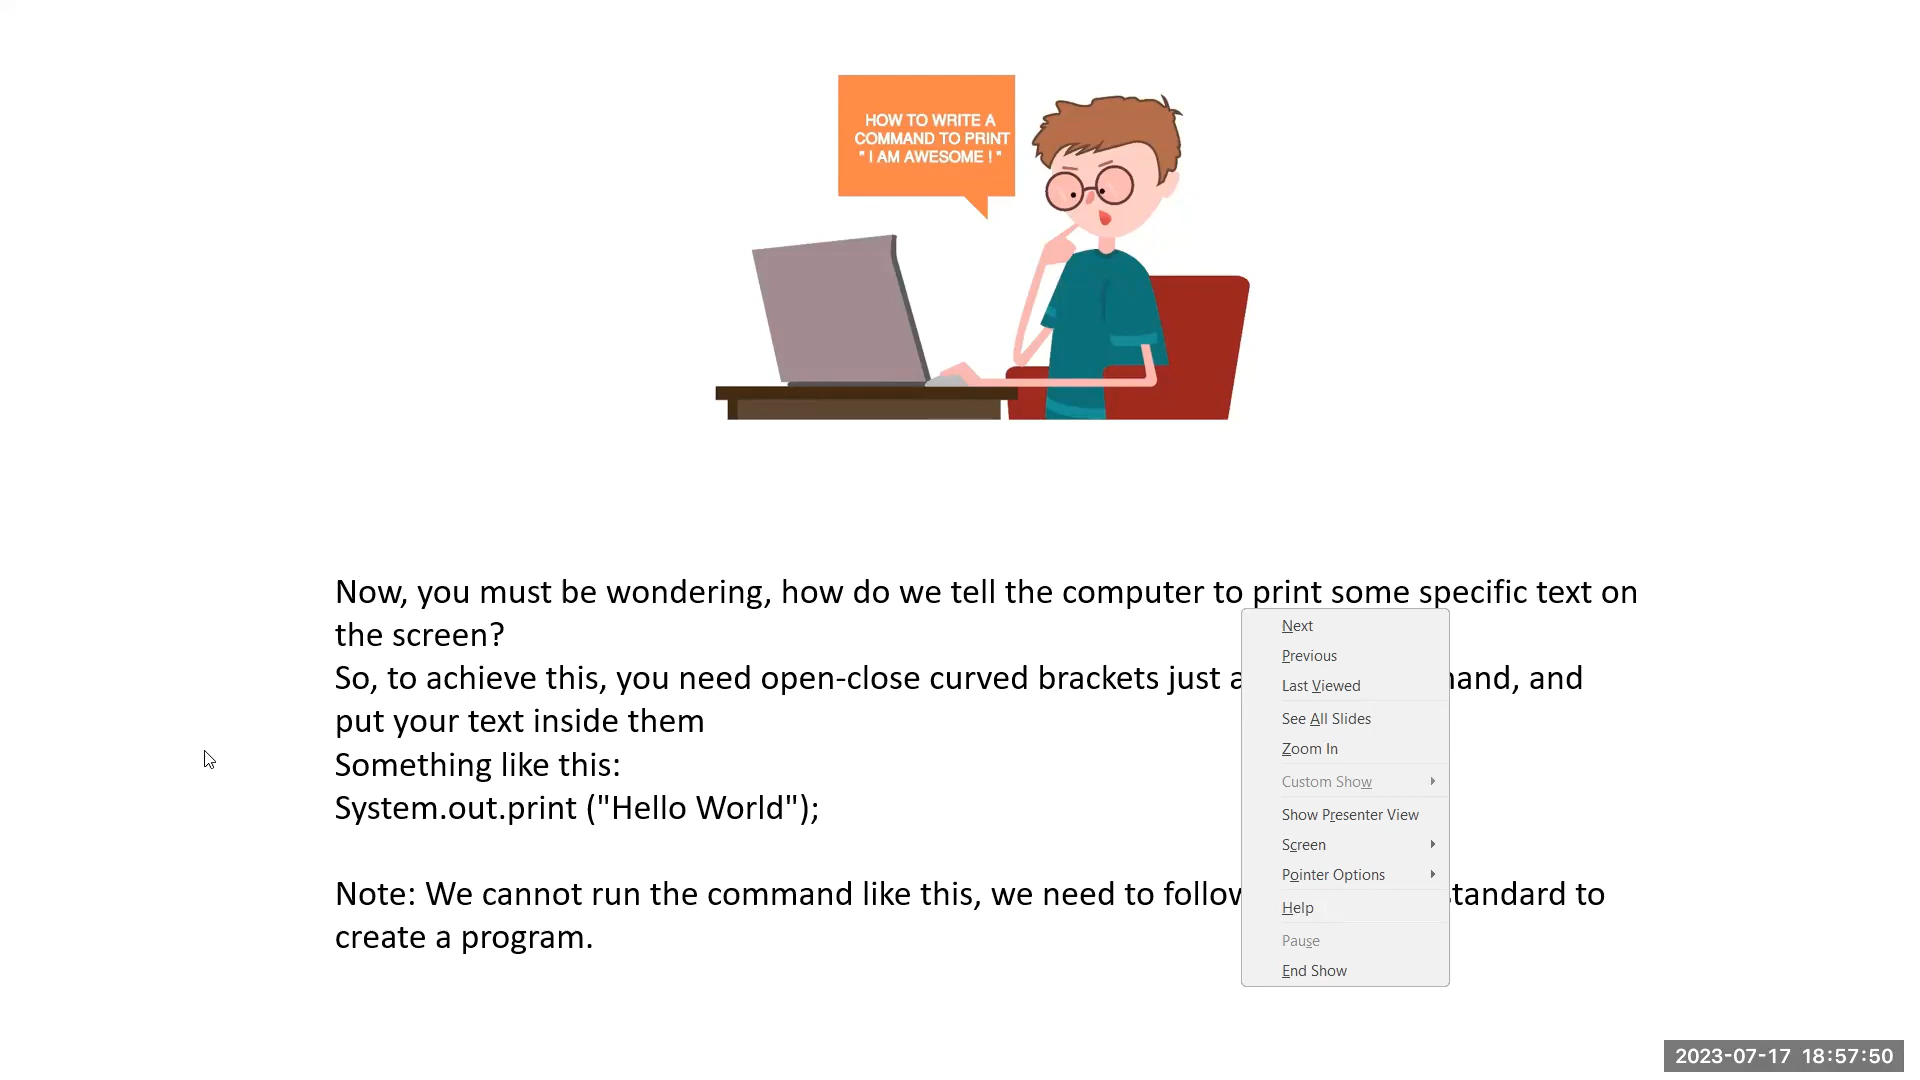 HOW TO WRITE A
COMMAND TO PRINT
" I AM AWESOME ! "
Now, you must be wondering, how do we tell the computer to print some specific text on
the screen?
So, to achieve this, you need open-close curved brackets just a and, and
put your text inside them
Something like this:
System.out.print ("Hello World");
Note: We cannot run the command like this, we need to follow standard to
create a program.
Next
Previous
Last Viewed
See All Slides
Zoom In
Custom Show
Show Presenter View
Screen
Pointer Options
Help
Pause
End Show
2023-07-17 18:57:50